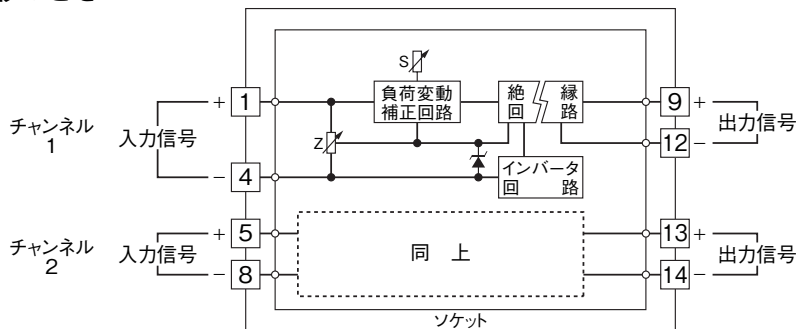 S
負荷変動
補正回路
絶 縁
回 路
チャンネル
1
入力信号
+ 1
Z
− 4
インバータ
回 路
9 +
12 −
出力信号
チャンネル
2
入力信号
+ 5
− 8
同 上
13 +
14 −
出力信号
ソケット